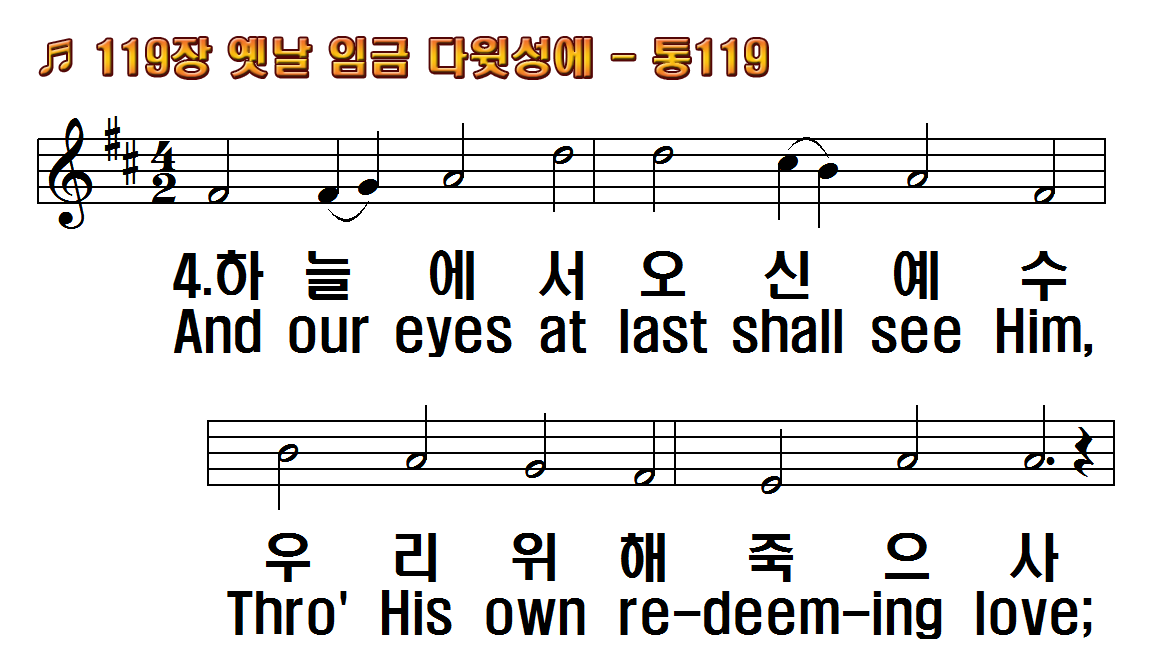 ♬ 119장 옛날 임금 다윗성에 - 통119
4
2
4.하 늘 에 서 오 신 예 수
And our eyes at last shall see Him,
우 리 위 해 죽 으 사
Thro' His own re-deem-ing love;